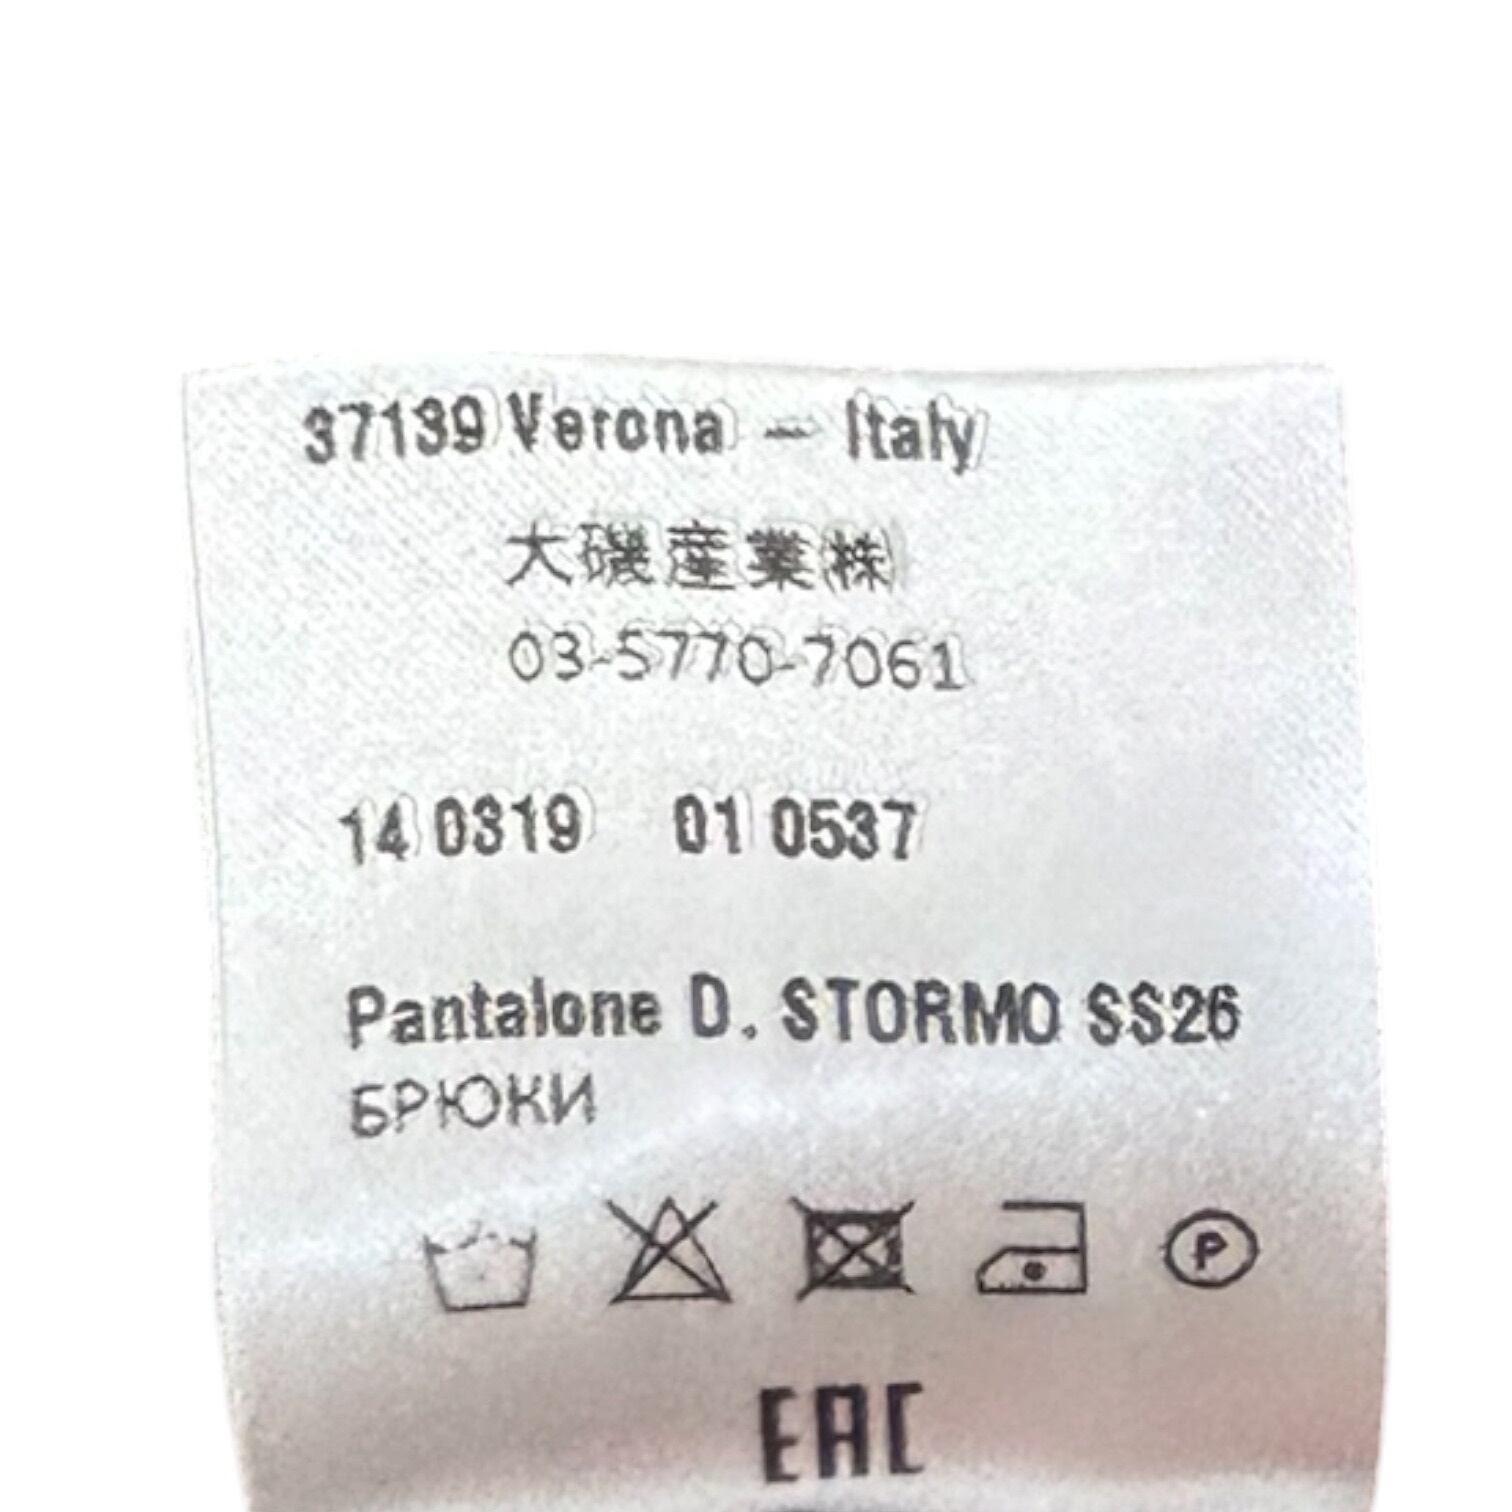 37139 Verona – Italy
大磯産業(株)
03-5770-7061
14 0319 01 0537
Pantalone D. STORMO SS26
БРЮКИ
P
EAC